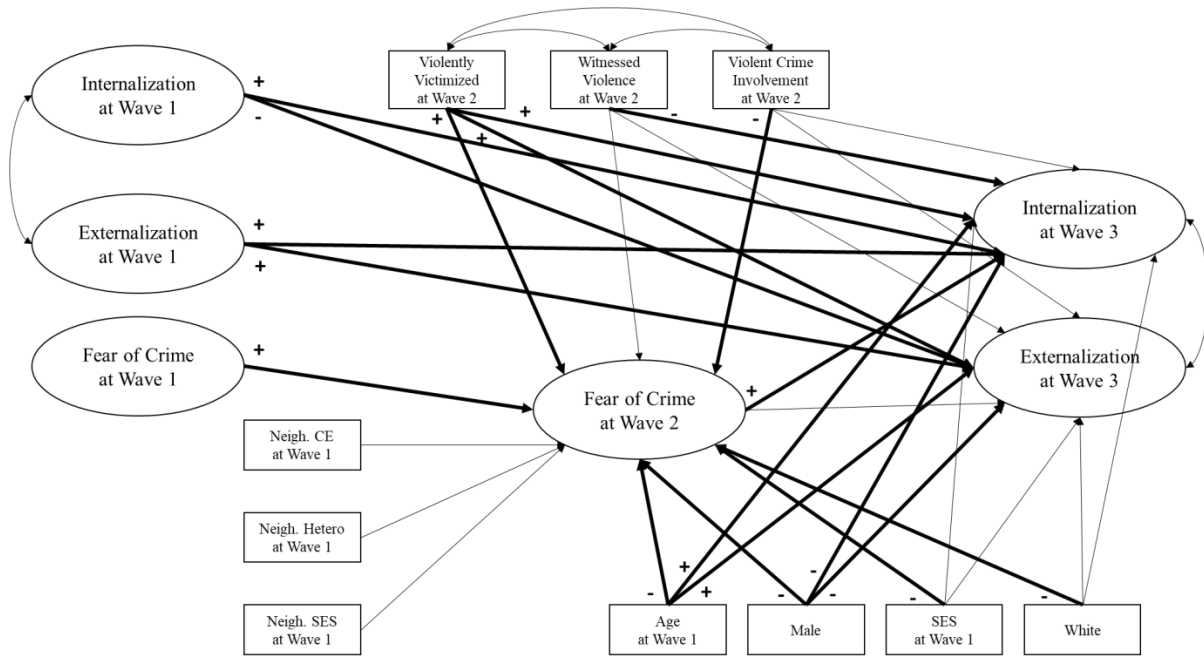 Internalization
at Wave 1
+
-
Violently
Victimized
at Wave 2
Witnessed
Violence
at Wave 2
Violent Crime
Involvement
at Wave 2
+
+
+
-
-
Externalization
at Wave 1
+
+
Internalization
at Wave 3
Fear of Crime
at Wave 1
+
Fear of Crime
at Wave 2
+
Externalization
at Wave 3
Neigh. CE
at Wave 1
Neigh. Hetero
at Wave 1
Neigh. SES
at Wave 1
+
-
-
+
-
-
-
-
Age
at Wave 1
Male
SES
at Wave 1
White